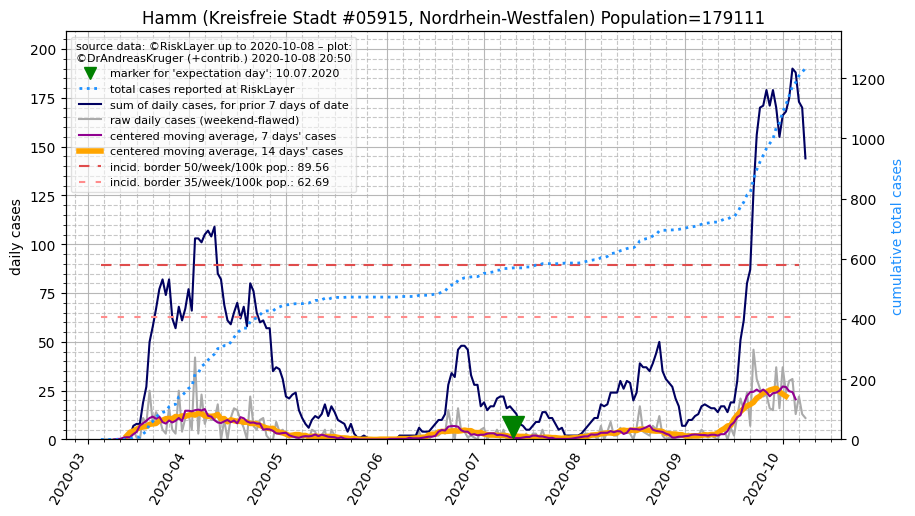 Hamm (Kreisfreie Stadt #05915, Nordrhein-Westfalen) Population=179111
source data: ©RiskLayer up to 2020-10-08 – plot:
©DrAndreasKruger (+contrib.) 2020-10-08 20:50
marker for 'expectation day': 10.07.2020
total cases reported at RiskLayer
sum of daily cases, for prior 7 days of date
raw daily cases (weekend-flawed)
centered moving average, 7 days' cases
centered moving average, 14 days' cases
incid. border 50/week/100k pop.: 89.56
incid. border 35/week/100k pop.: 62.69
daily cases
200
175
150
125
100
75
50
25
0
cumulative total cases
1200
1000
800
600
400
200
0
2020-03
2020-04
2020-05
2020-06
2020-07
2020-08
2020-09
2020-10